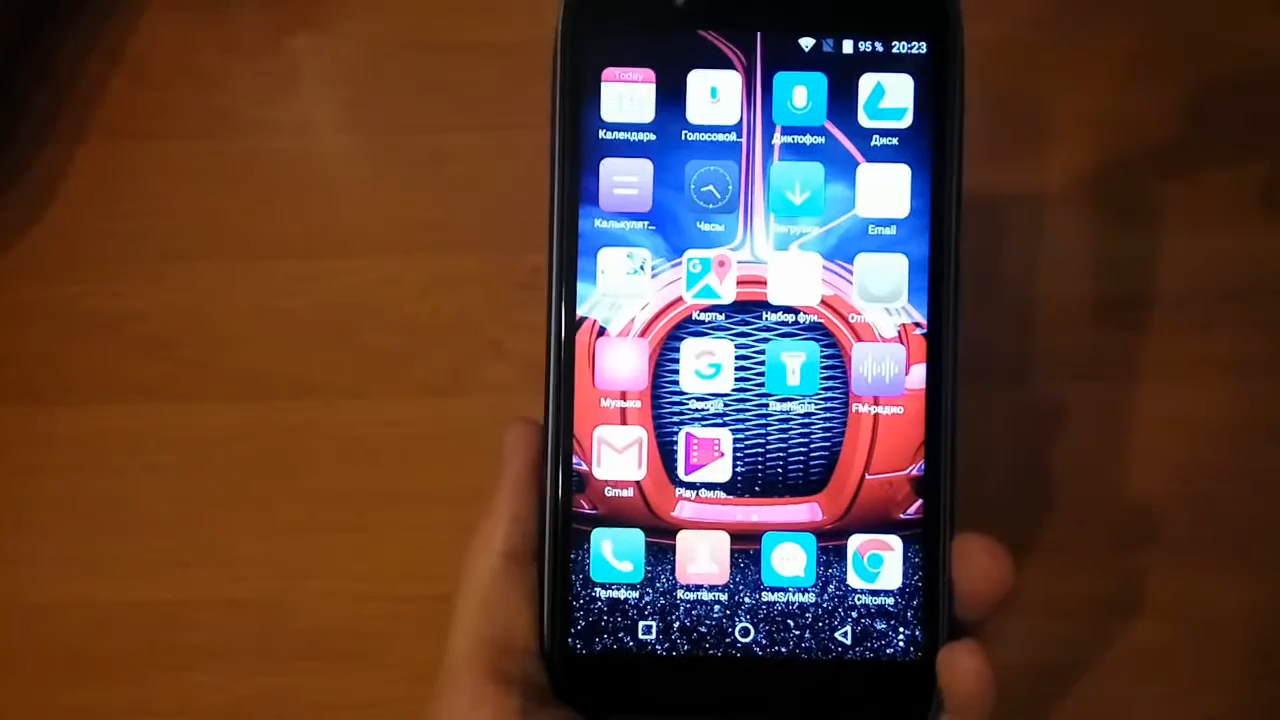 95 % 20:23
Today
Календарь Голосовой... Диктофон Диск
Калькулят... Часы Загрузки Email
G
Карты Набор фун...
G
Музыка Google flashlight FM-радио
Gmail Play Филь...
Телефон Контакты SMS/MMS Chrome